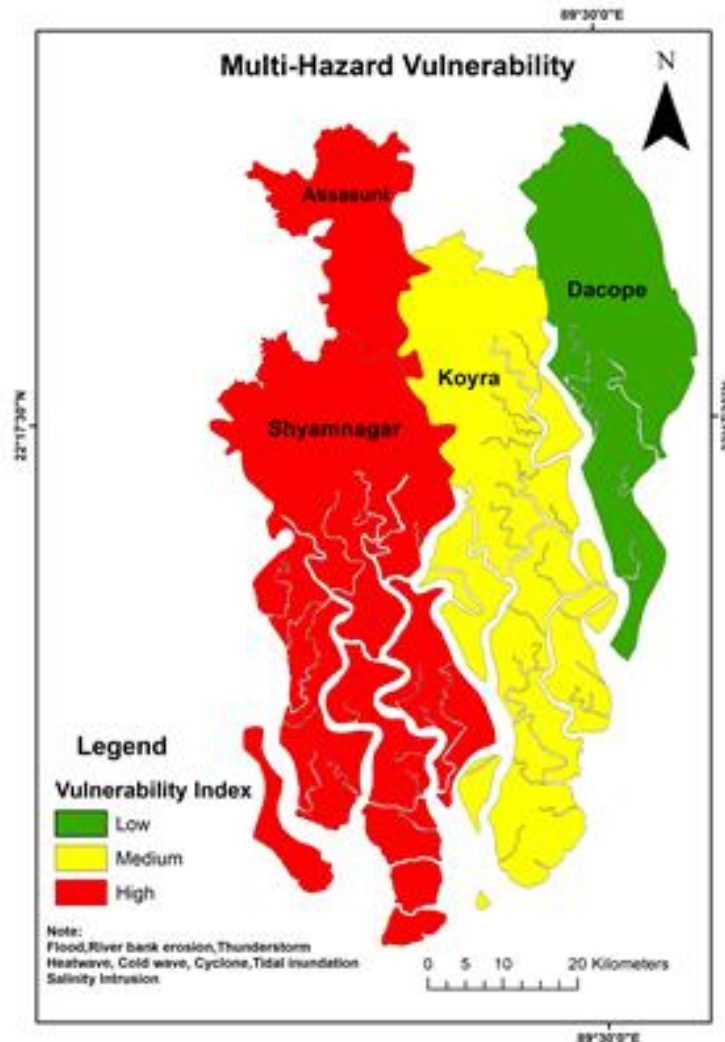 89°30'0"E
Multi-Hazard Vulnerability
N
Assasuni
Dacope
Koyra
Shyamnagar
22°17'30"N
Legend
Vulnerability Index
Low
Medium
High
Note:
Flood,River bank erosion,Thunderstorm
Heatwave, Cold wave, Cyclone,Tidal inundation
Salinity Intrusion
0 5 10 20 Kilometers
89°30'0"E